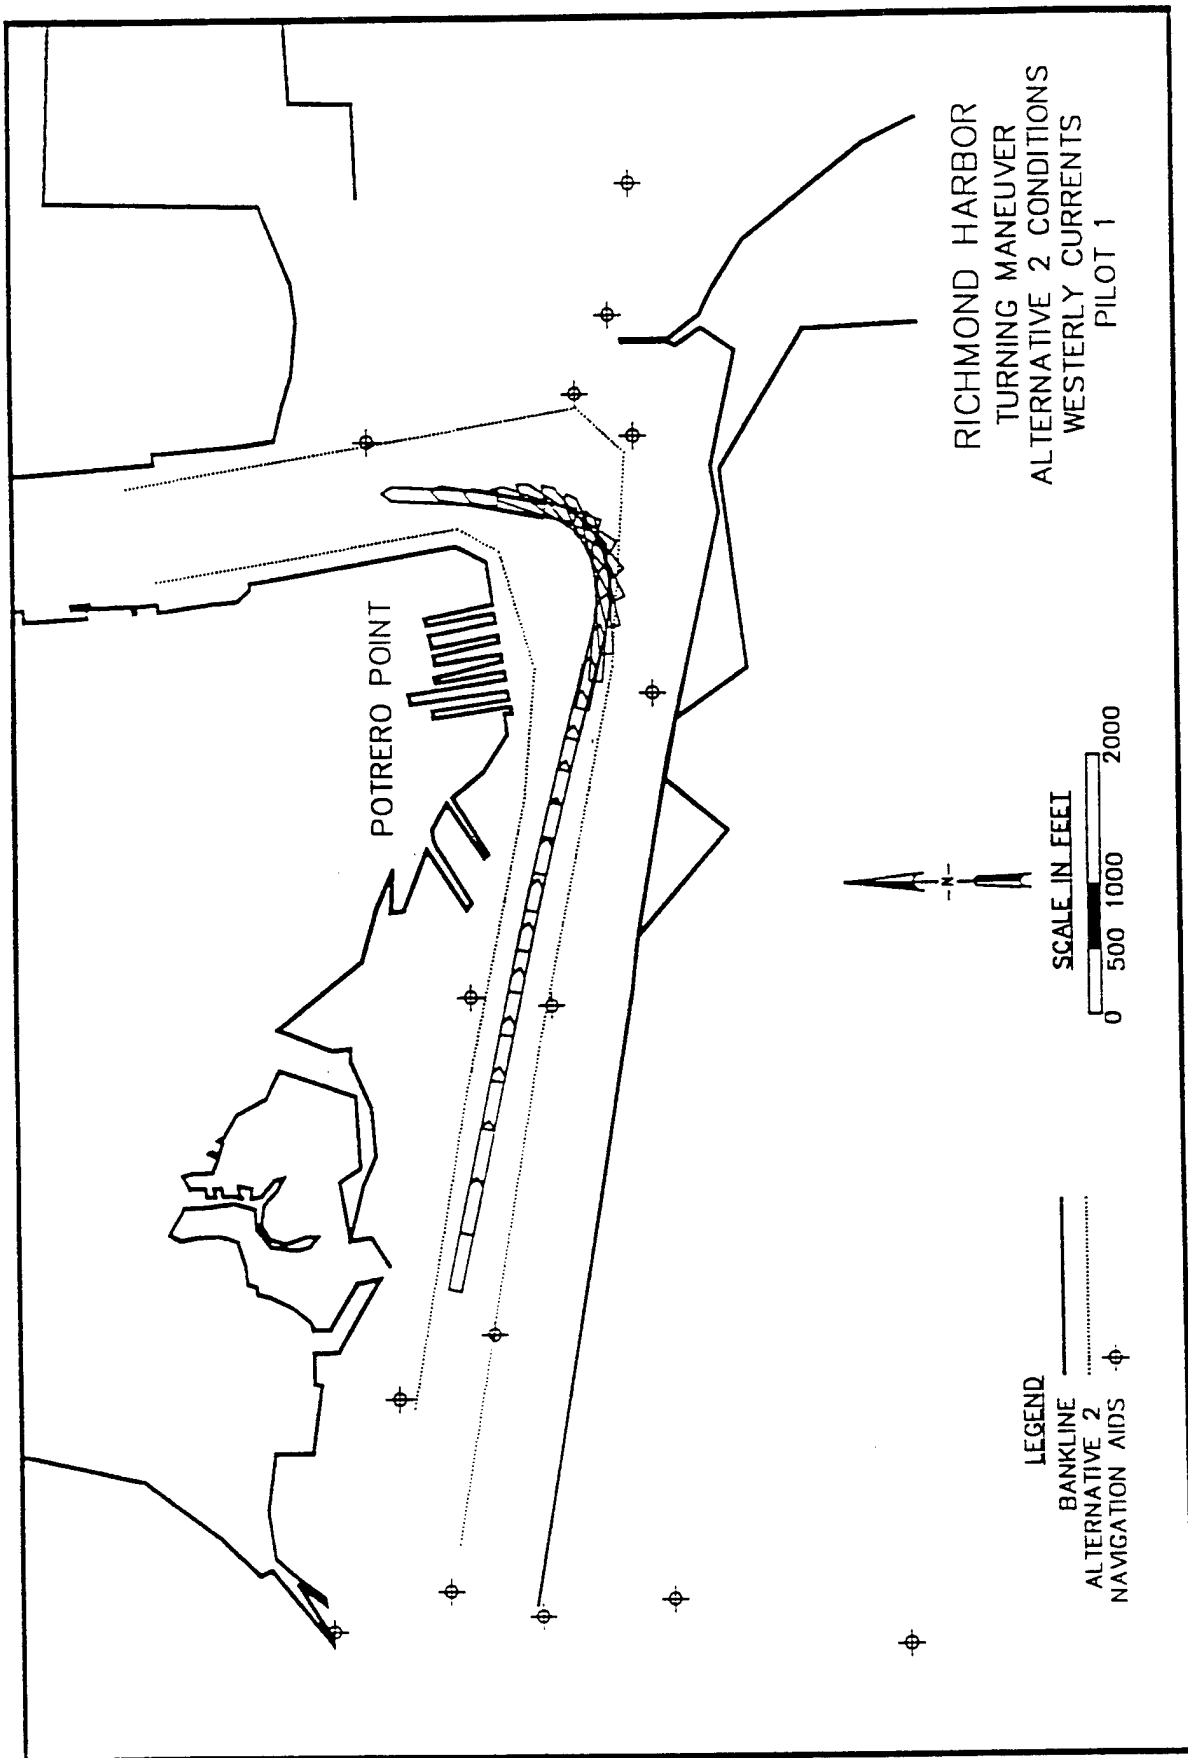 POTRERO POINT
RICHMOND HARBOR
TURNING MANEUVER
ALTERNATIVE 2 CONDITIONS
WESTERLY CURRENTS
PILOT 1
-N-
SCALE IN FEET
0 500 1000 2000
LEGEND
BANKLINE
ALTERNATIVE 2
NAVIGATION AIDS